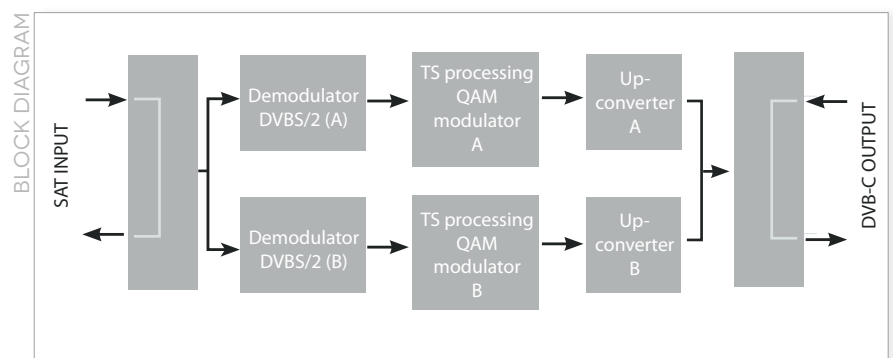 BLOCK DIAGRAM
SAT INPUT
Demodulator
DVBS/2 (A)
TS processing
QAM
modulator
A
Up-
converter
A
Demodulator
DVBS/2 (B)
TS processing
QAM
modulator
B
Up-
converter
B
DVB-C OUTPUT